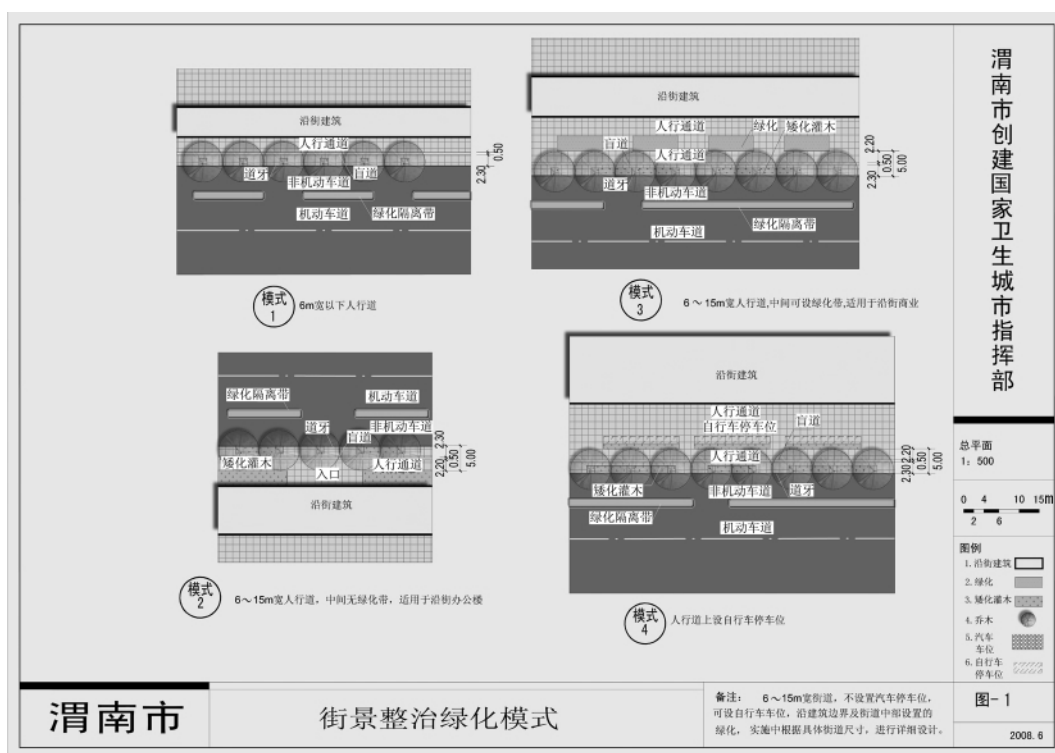 沿街建筑
人行通道
道牙
盲道
非机动车道
机动车道
绿化隔离带
0.50
2.30
模式
1
6m宽以下人行道
沿街建筑
人行通道
绿化
矮化灌木
盲道
人行通道
道牙
非机动车道
绿化隔离带
机动车道
2.20
0.50
5.00
2.30
模式
3
6～15m宽人行道,中间可设绿化带,适用于沿街商业
绿化隔离带
机动车道
道牙
非机动车道
盲道
矮化灌木
人行通道
入口
沿街建筑
2.30
0.50
2.20
5.00
模式
2
6～15m宽人行道，中间无绿化带，适用于沿街办公楼
沿街建筑
人行通道
自行车停车位
盲道
人行通道
矮化灌木
非机动车道
道牙
绿化隔离带
机动车道
2.20
0.50
2.30
5.00
模式
4
人行道上设自行车停车位
渭南市创建国家卫生城市指挥部
总平面
1: 500
0 4 10 15m
2 6
图例
1.沿街建筑
2.绿化
3.矮化灌木
4.乔木
5.汽车
车位
6.自行车
停车位
渭南市
街景整治绿化模式
备注： 6～15m宽街道，不设置汽车停车位，
可设自行车车位，沿建筑边界及街道中部设置的
绿化，实施中根据具体街道尺寸，进行详细设计。
图-1
2008.6